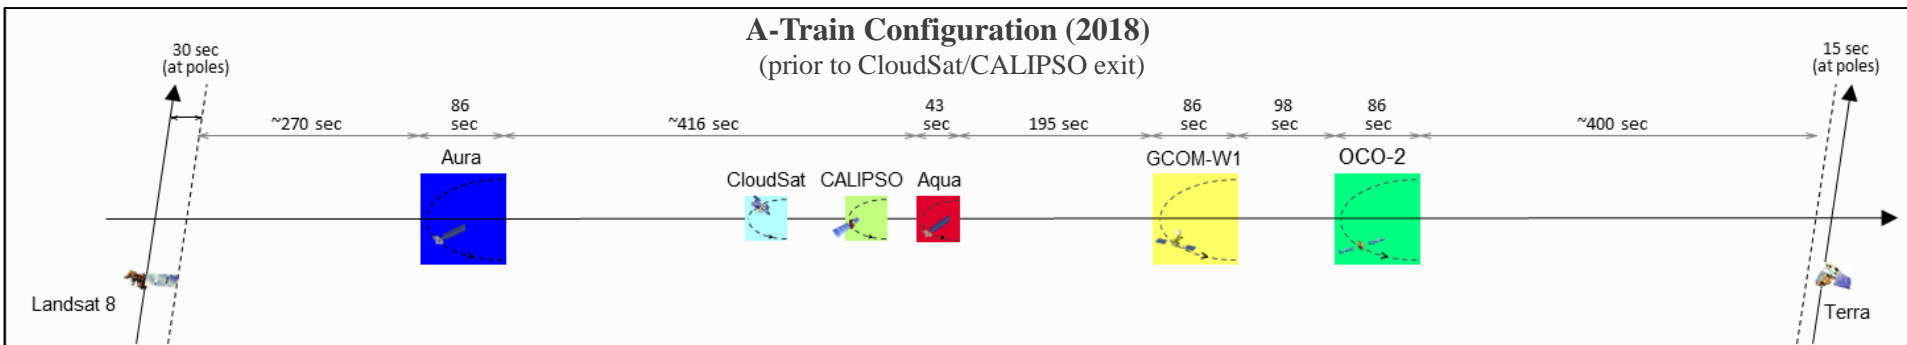 A-Train Configuration (2018)
(prior to CloudSat/CALIPSO exit)
30 sec
(at poles)
15 sec
(at poles)
~270 sec
86
sec
~416 sec
43
sec
195 sec
86
sec
98
sec
86
sec
~400 sec
Aura
CloudSat
CALIPSO
Aqua
GCOM-W1
OCO-2
Landsat 8
Terra